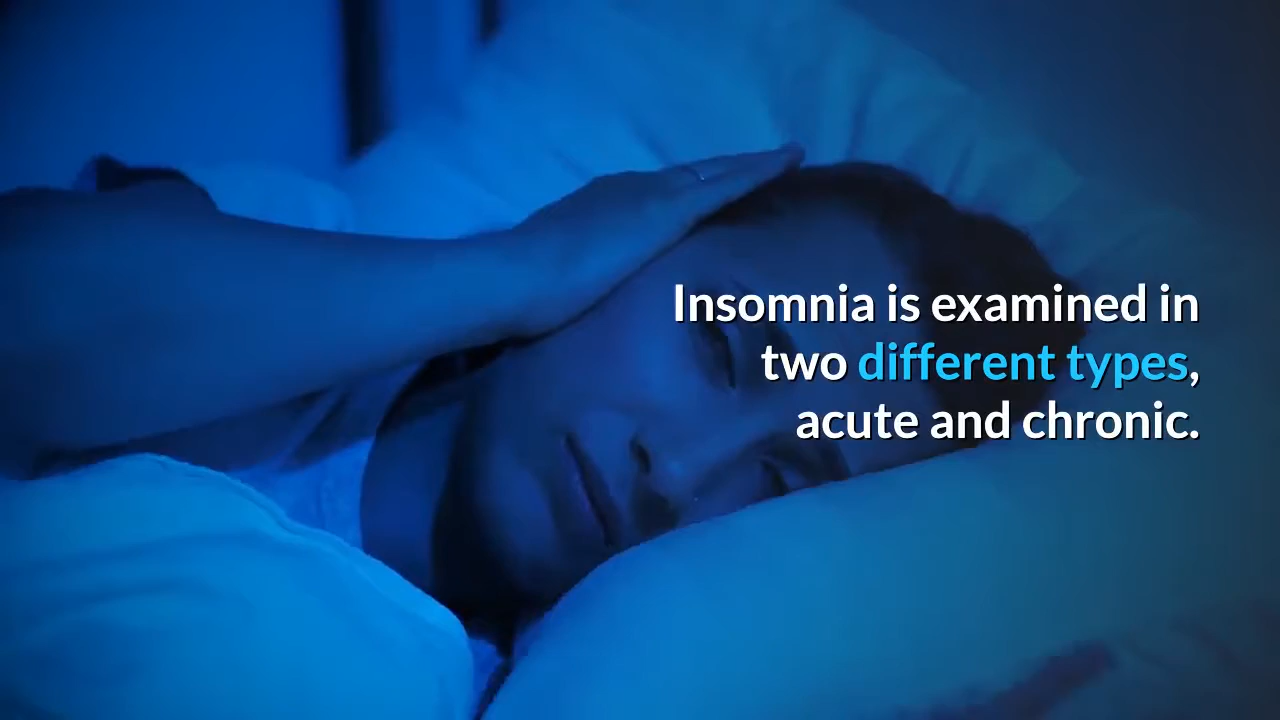 Insomnia is examined in
two different types,
acute and chronic.